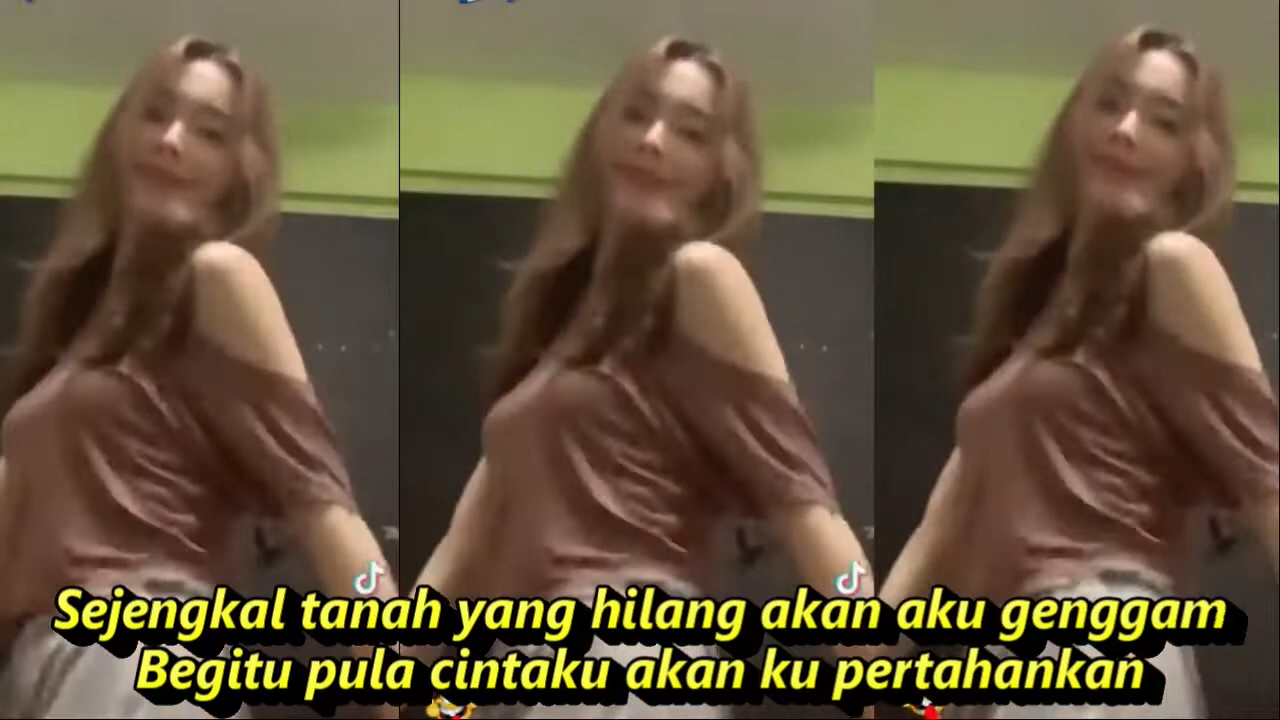 Sejengkal tanah yang hilang akan aku genggam
Begitu pula cintaku akan ku pertahankan